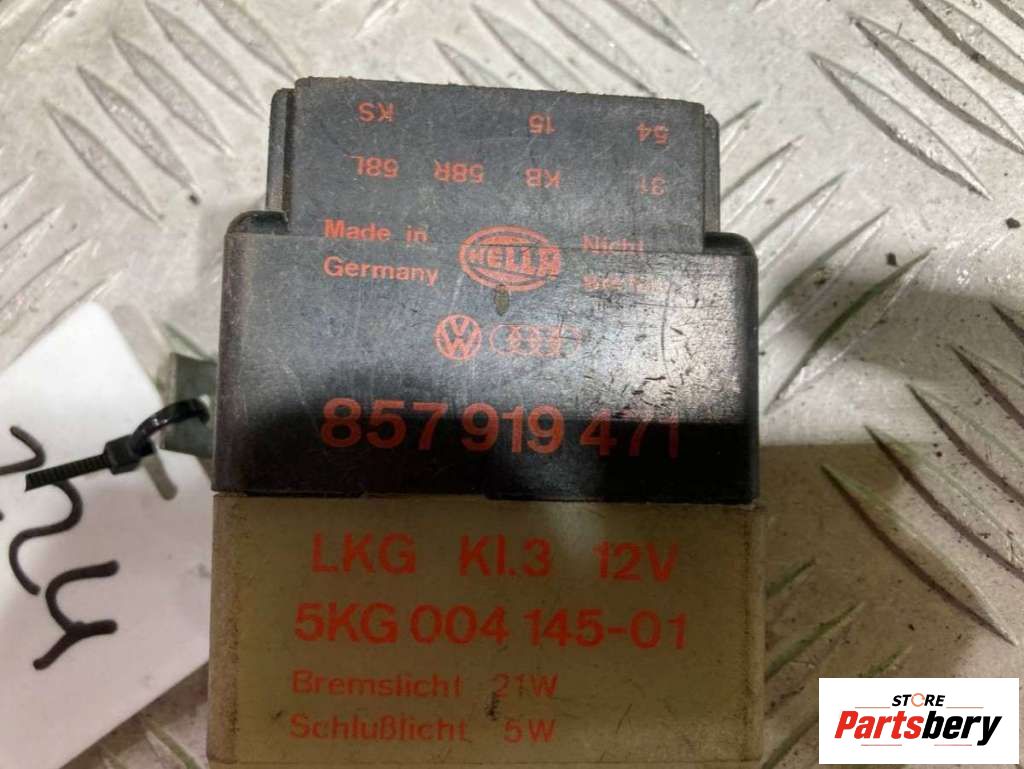 KS 15 54
58L 58R KB 31
Made in
Germany
HELLA
Nicht
VW
857 919 471
LKG Kl.3 12V
5KG 004 145-01
Bremslicht 21W
Schlußlicht 5W
STORE
Partsbery